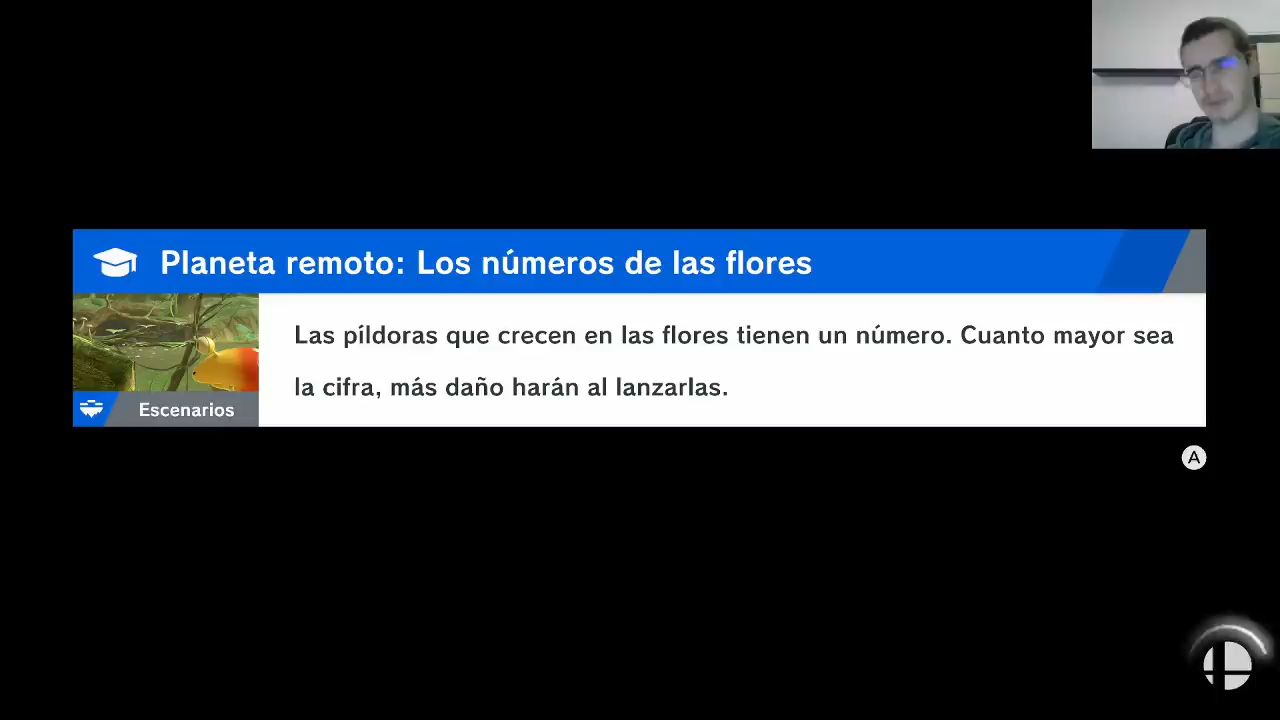 Planeta remoto: Los números de las flores
Las píldoras que crecen en las flores tienen un número. Cuanto mayor sea
la cifra, más daño harán al lanzarlas.
Escenarios
A